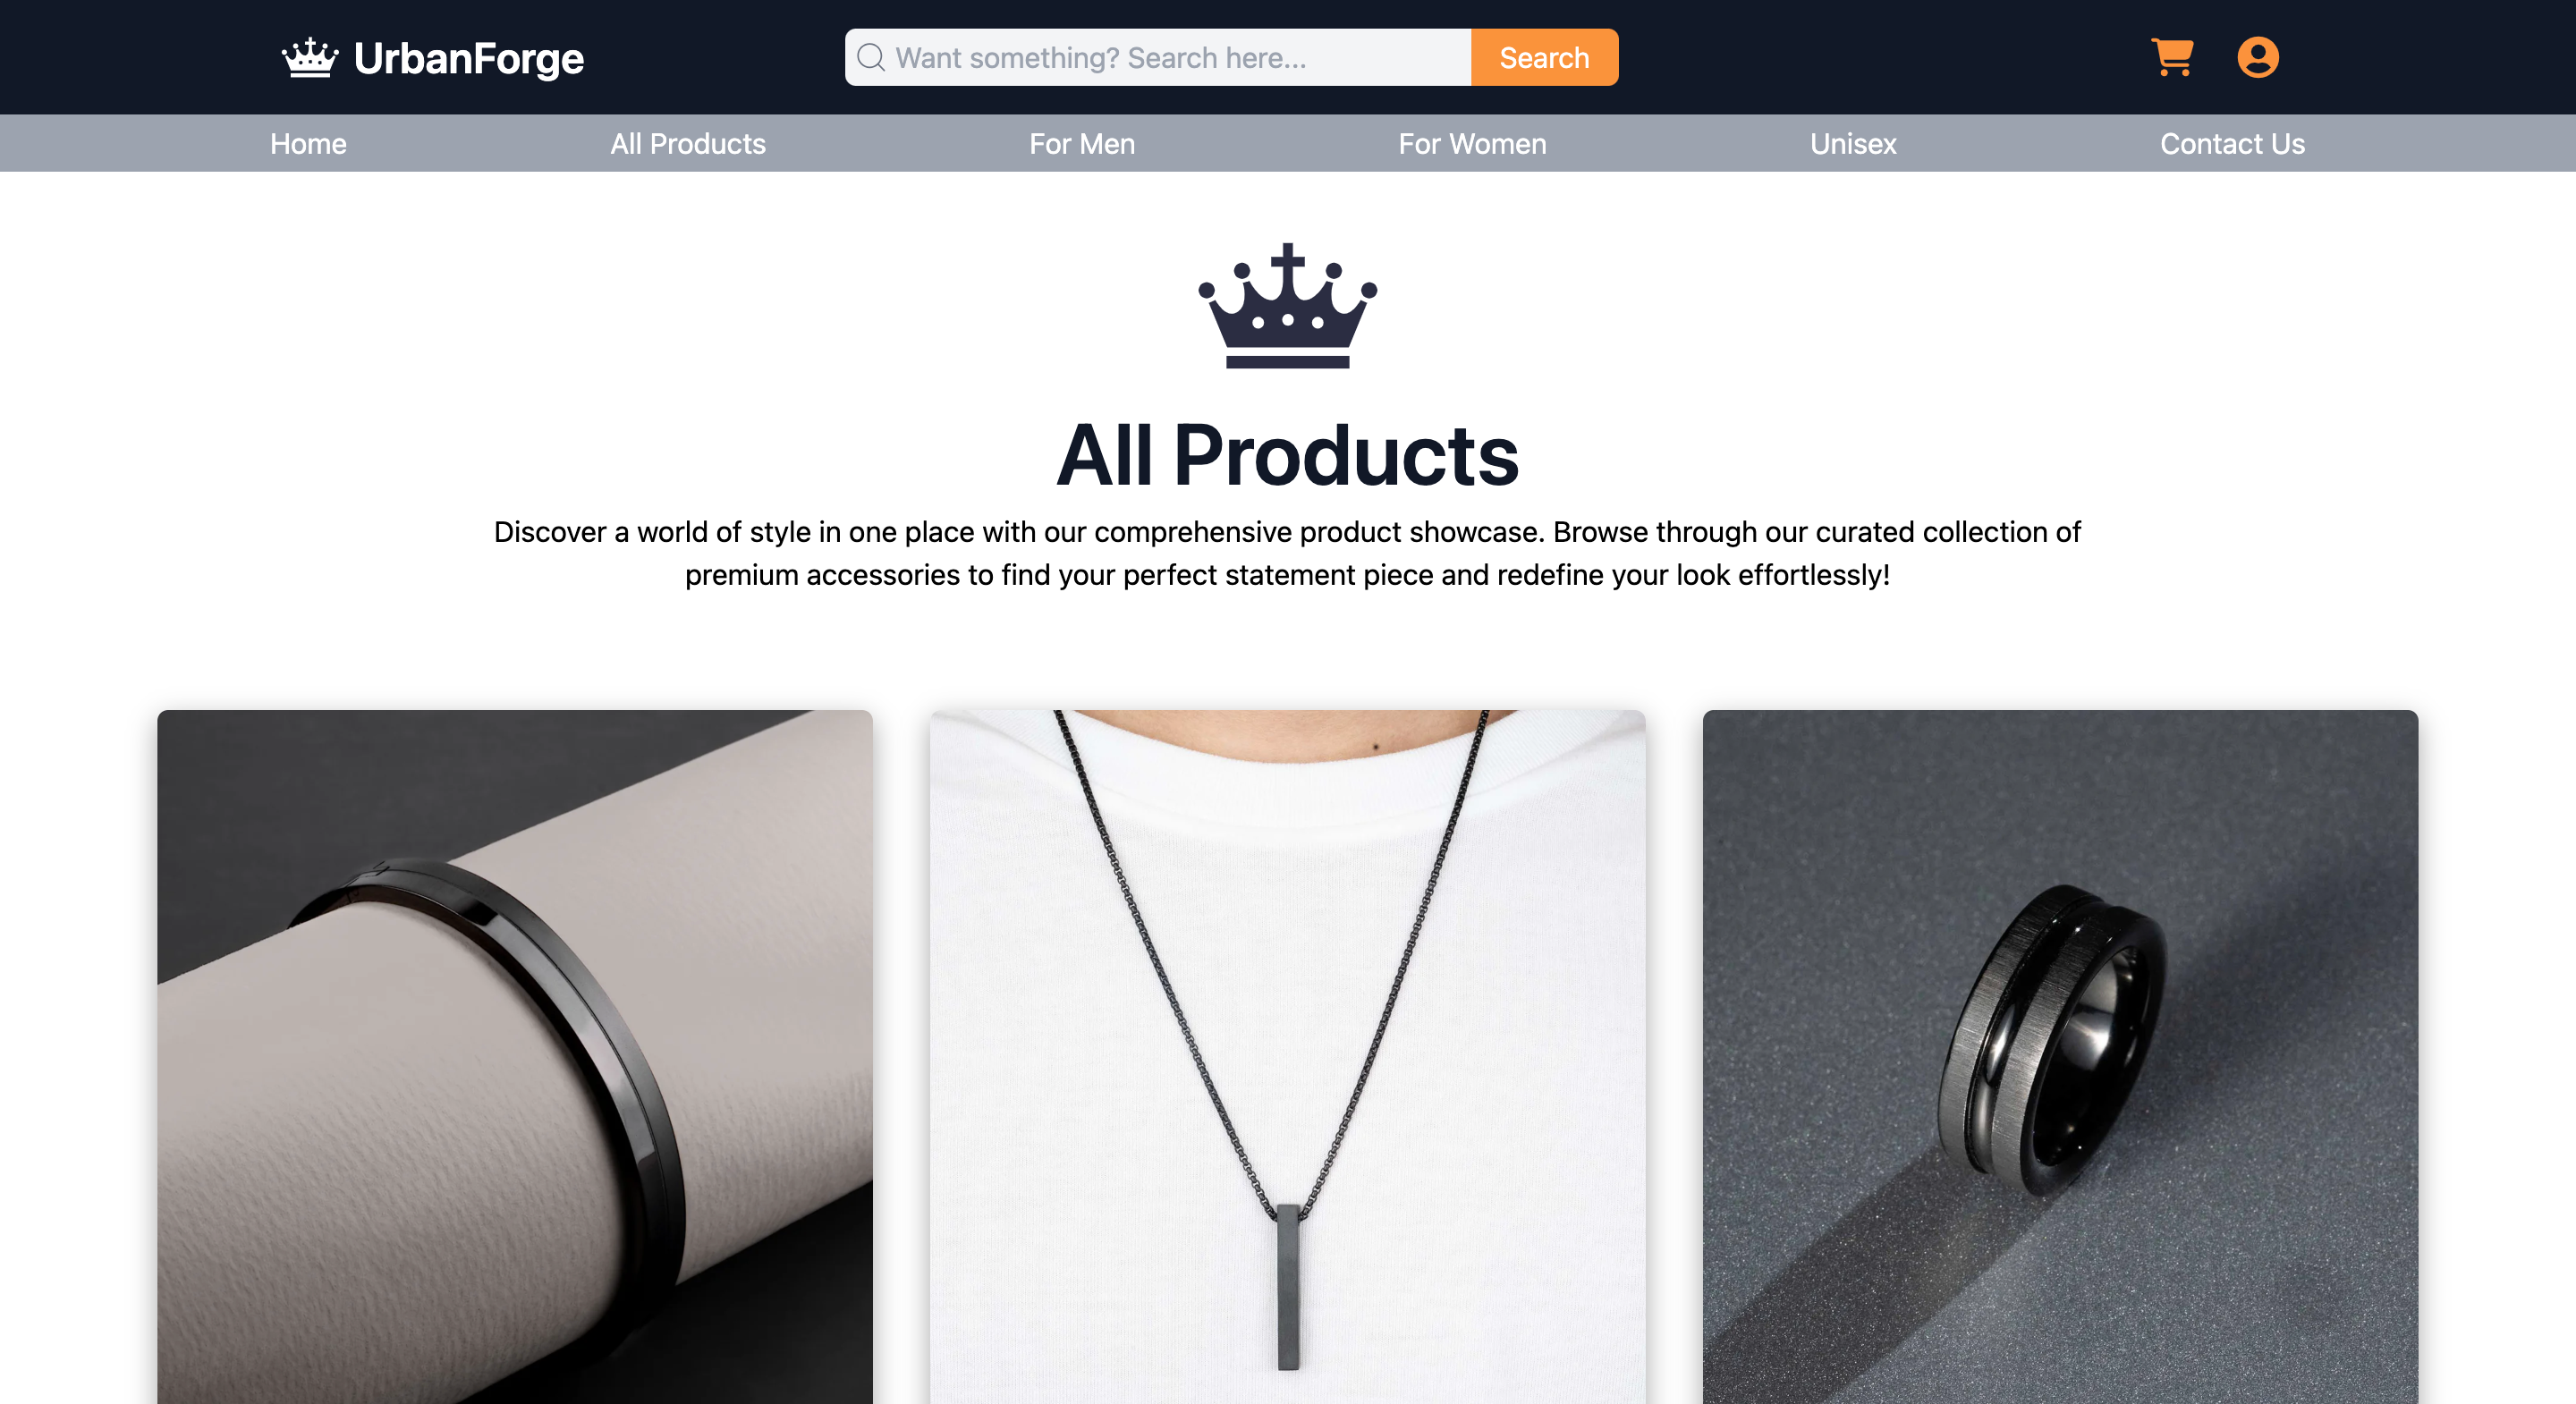 UrbanForge
Want something? Search here...
Search
Home
All Products
For Men
For Women
Unisex
Contact Us
All Products
Discover a world of style in one place with our comprehensive product showcase. Browse through our curated collection of
premium accessories to find your perfect statement piece and redefine your look effortlessly!